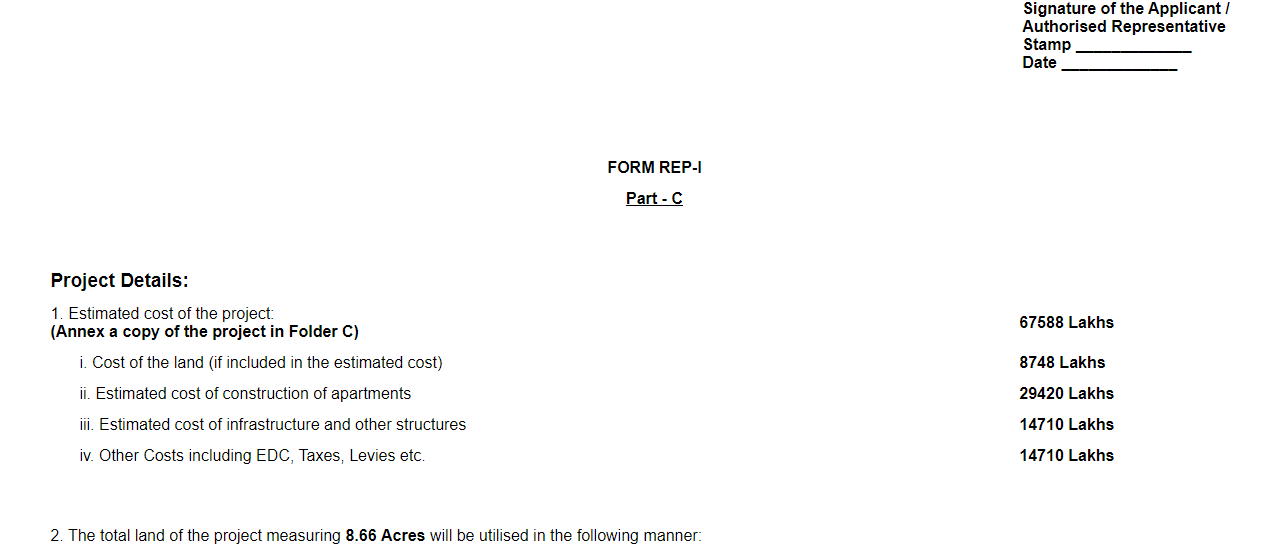 Signature of the Applicant /
Authorised Representative
Stamp _____________
Date _____________
FORM REP-I
Part - C
Project Details:
1. Estimated cost of the project:
(Annex a copy of the project in Folder C) 67588 Lakhs
i. Cost of the land (if included in the estimated cost) 8748 Lakhs
ii. Estimated cost of construction of apartments 29420 Lakhs
iii. Estimated cost of infrastructure and other structures 14710 Lakhs
iv. Other Costs including EDC, Taxes, Levies etc. 14710 Lakhs
2. The total land of the project measuring 8.66 Acres will be utilised in the following manner: